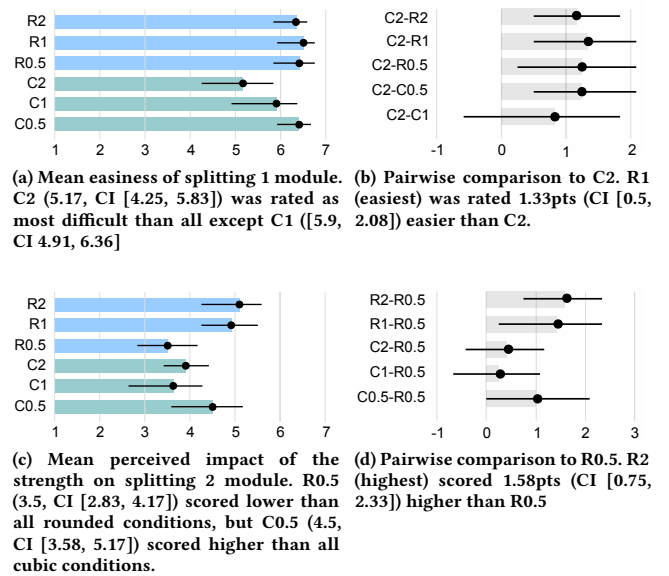 R2
R1
R0.5
C2
C1
C0.5
1 2 3 4 5 6 7
(a) Mean easiness of splitting 1 module.
C2 (5.17, CI [4.25, 5.83]) was rated as
most difficult than all except C1 ([5.9,
CI 4.91, 6.36]
C2-R2
C2-R1
C2-R0.5
C2-C0.5
C2-C1
-1 0 1 2
(b) Pairwise comparison to C2. R1
(easiest) was rated 1.33pts (CI [0.5,
2.08]) easier than C2.
R2
R1
R0.5
C2
C1
C0.5
1 2 3 4 5 6 7
(c) Mean perceived impact of the
strength on splitting 2 module. R0.5
(3.5, CI [2.83, 4.17]) scored lower than
all rounded conditions, but C0.5 (4.5,
CI [3.58, 5.17]) scored higher than all
cubic conditions.
R2-R0.5
R1-R0.5
C2-R0.5
C1-R0.5
C0.5-R0.5
-1 0 1 2 3
(d) Pairwise comparison to R0.5. R2
(highest) scored 1.58pts (CI [0.75,
2.33]) higher than R0.5